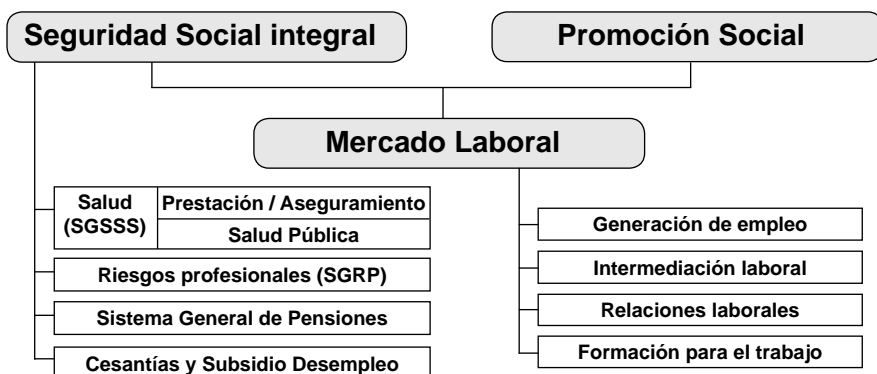 Seguridad Social integral
Promoción Social
Mercado Laboral
Salud
(SGSSS)
Prestación / Aseguramiento
Salud Pública
Riesgos profesionales (SGRP)
Sistema General de Pensiones
Cesantías y Subsidio Desempleo
Generación de empleo
Intermediación laboral
Relaciones laborales
Formación para el trabajo